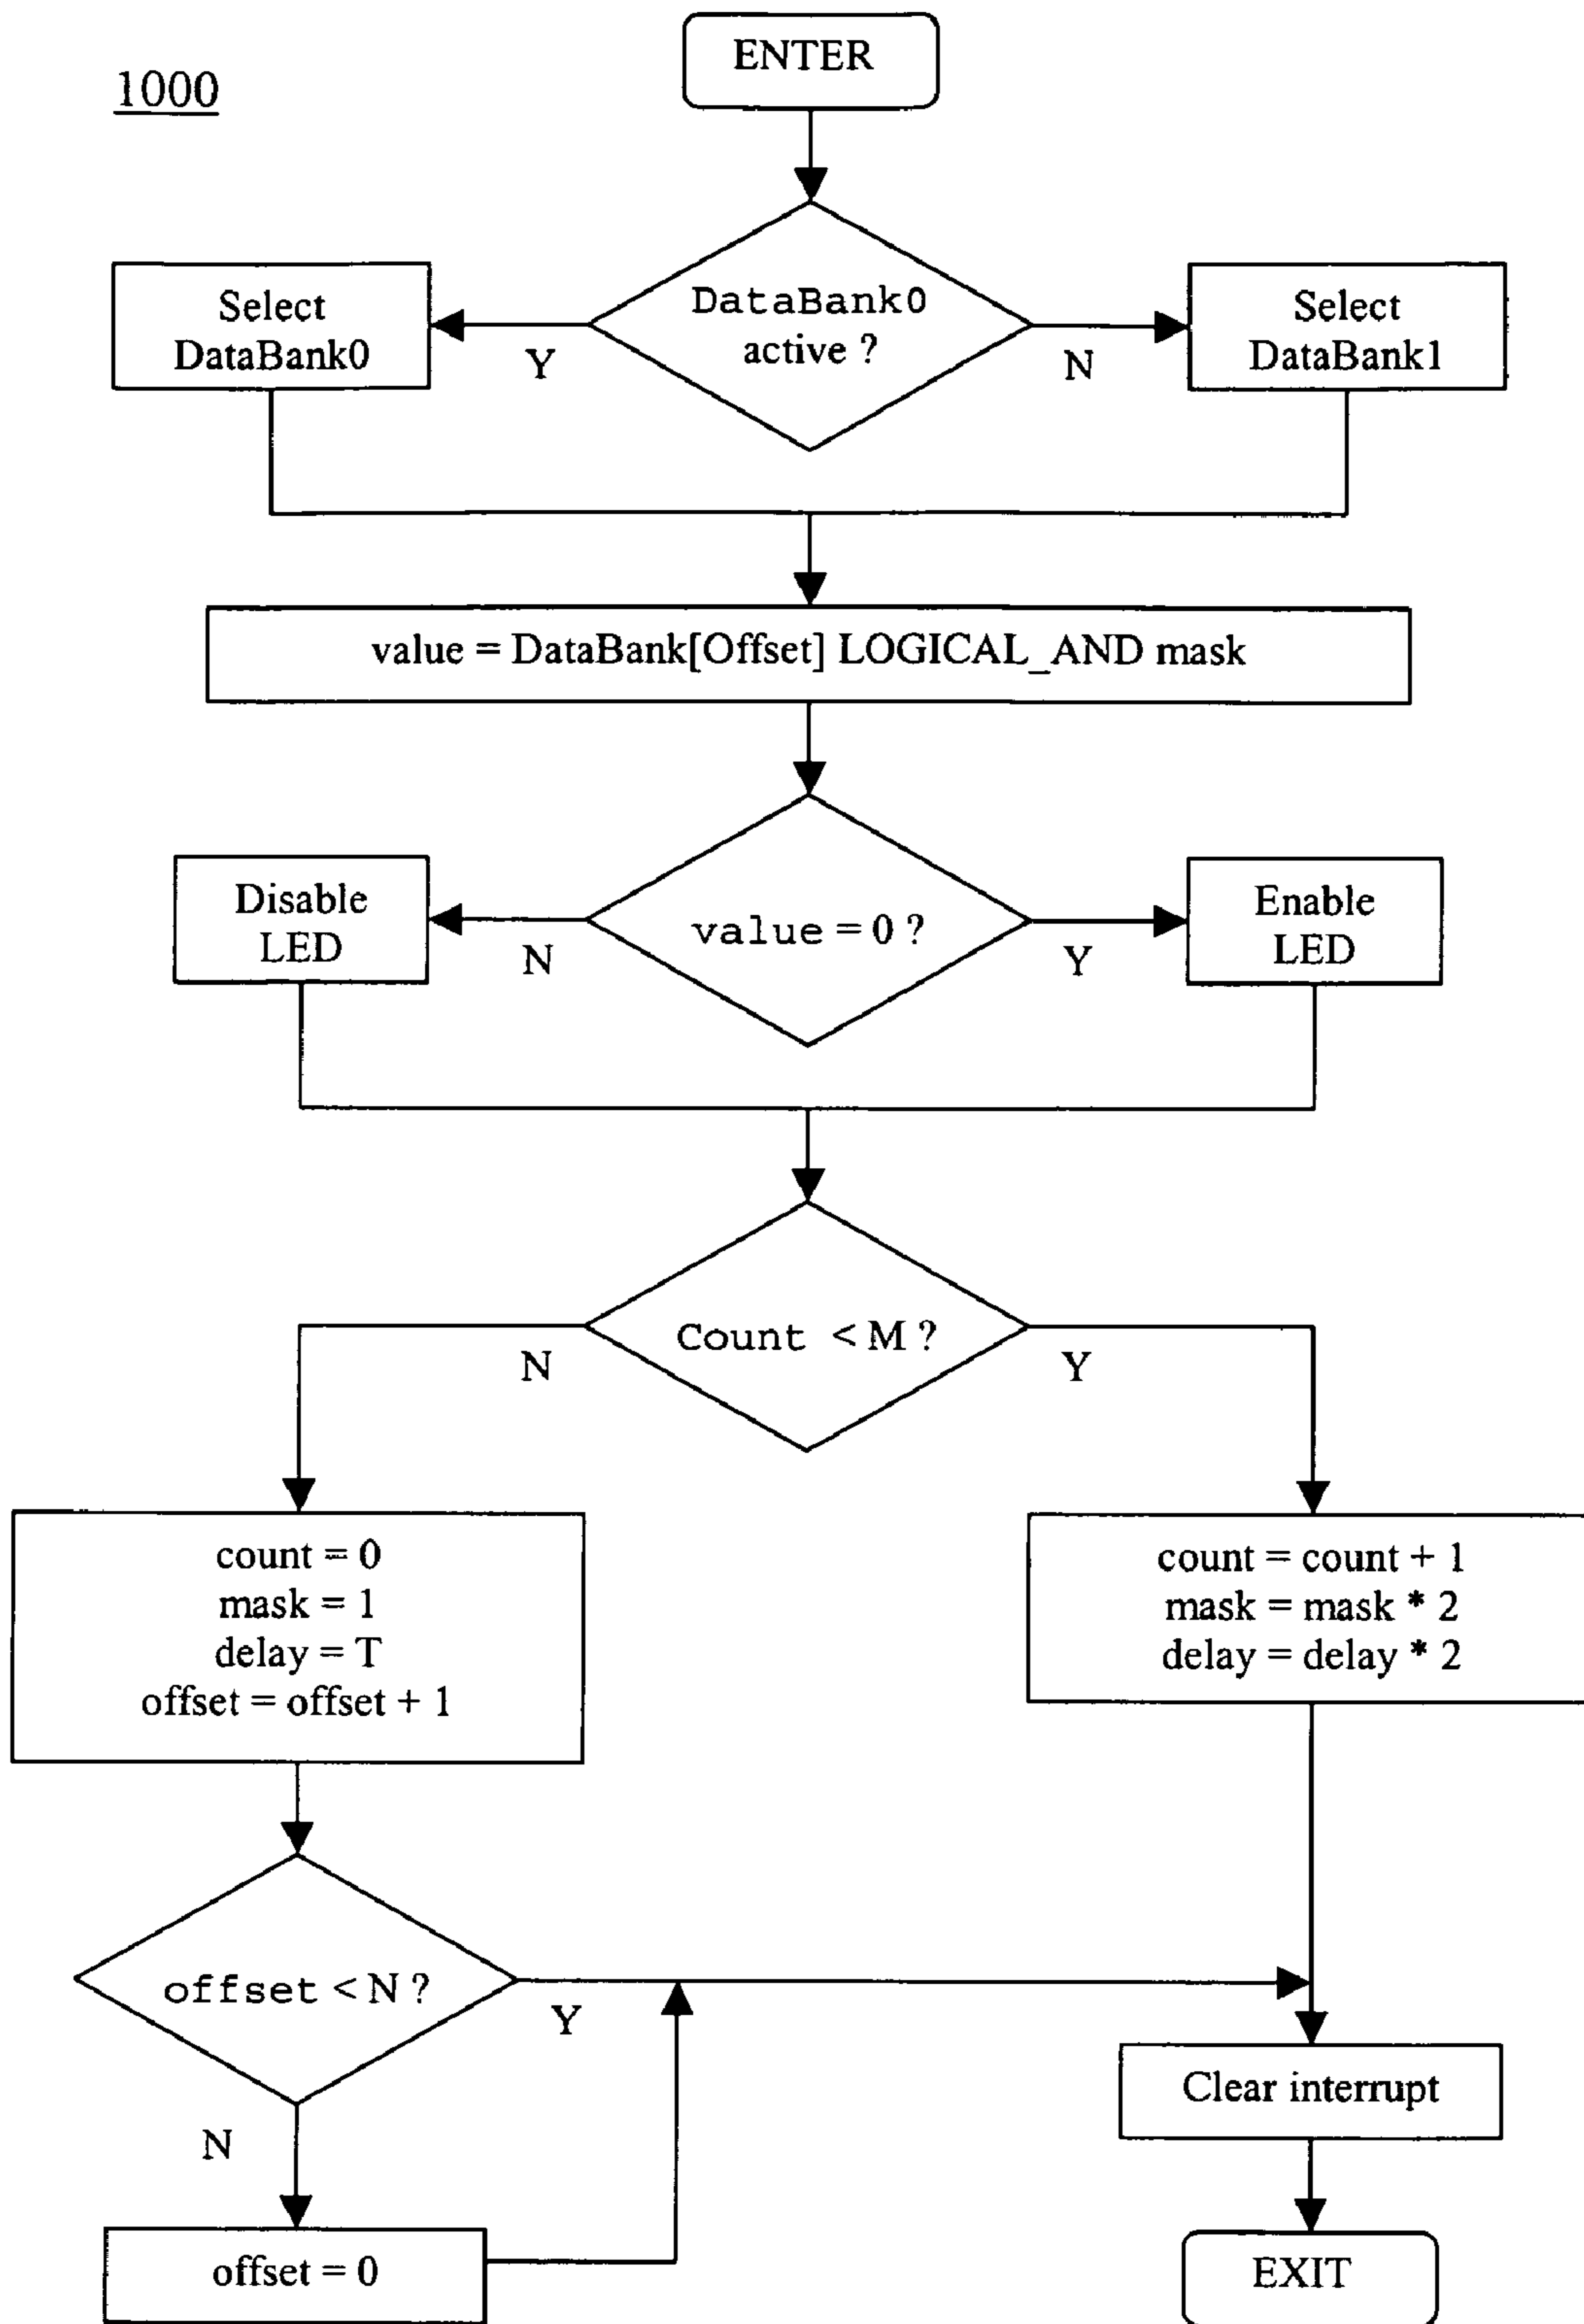 1000
ENTER
Select
DataBank0
Y
DataBank0
active ?
N
Select
DataBank1
value = DataBank[Offset] LOGICAL_AND mask
Disable
LED
N
value = 0 ?
Y
Enable
LED
N
Count < M ?
Y
count = 0
mask = 1
delay = T
offset = offset + 1
count = count + 1
mask = mask * 2
delay = delay * 2
offset < N ?
Y
N
offset = 0
Clear interrupt
EXIT